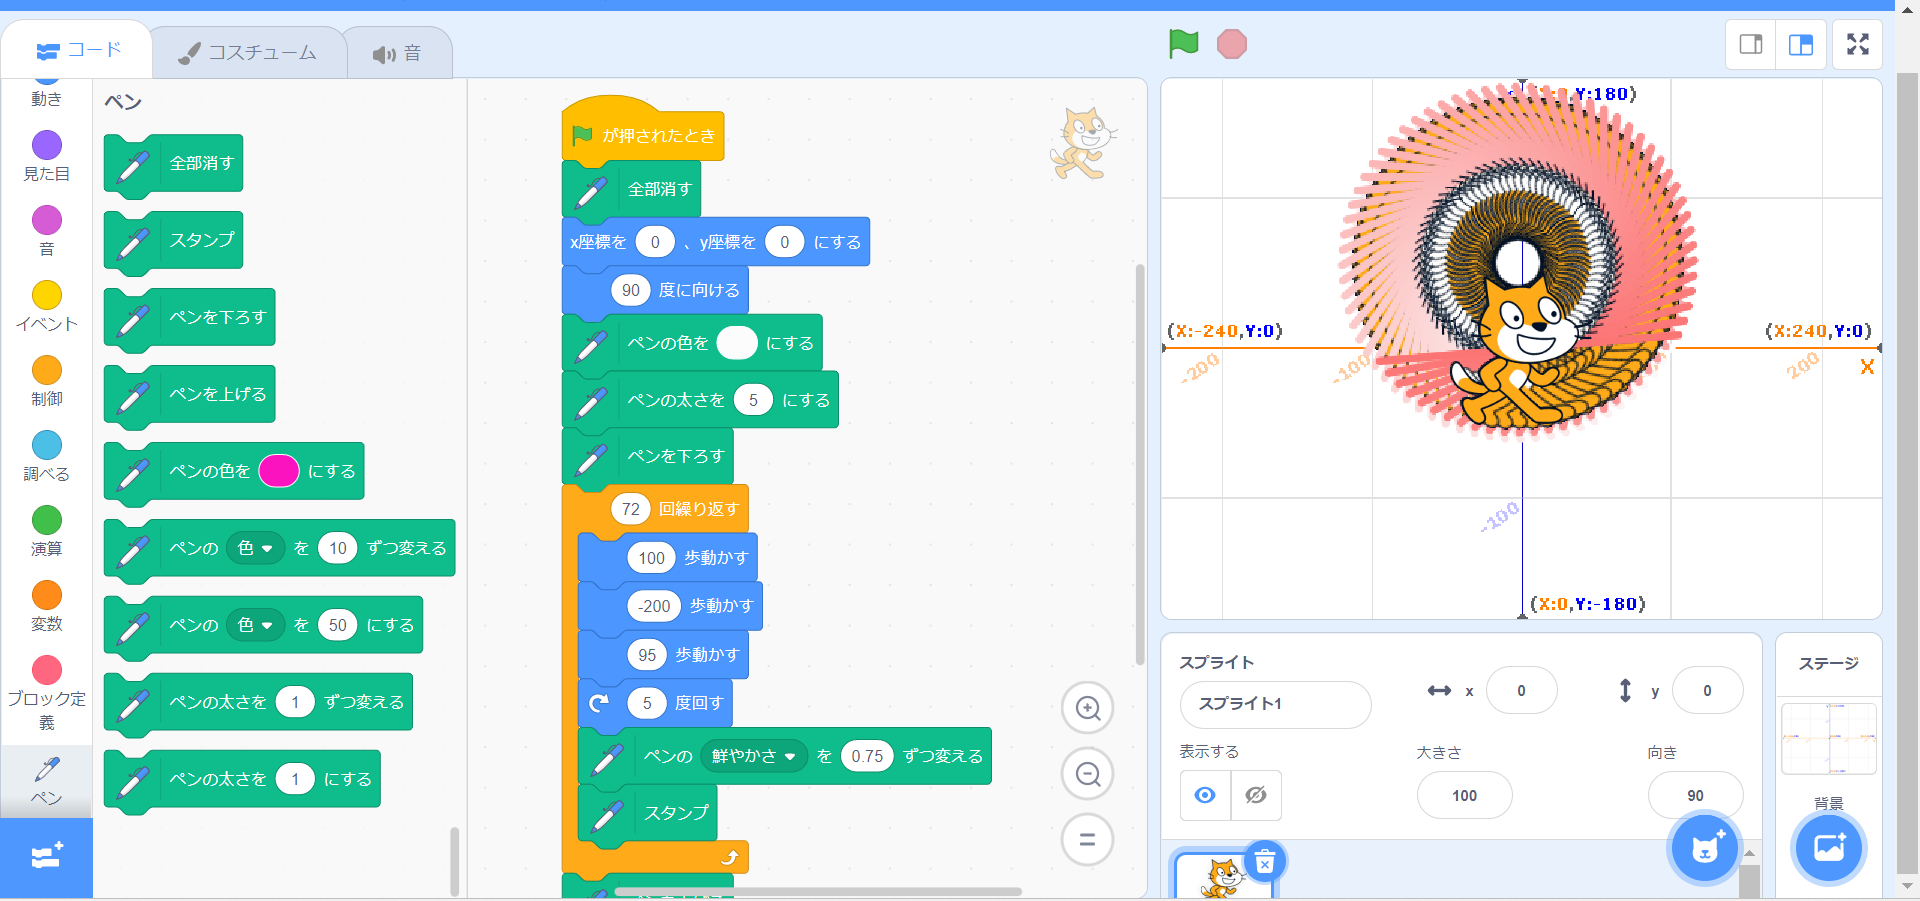 コード
コスチューム
音
動き
見た目
音
イベント
制御
調べる
演算
変数
ブロック定
義
ペン
ペン
全部消す
スタンプ
ペンを下ろす
ペンを上げる
ペンの色を にする
ペンの 色 を 10 ずつ変える
ペンの 色 を 50 にする
ペンの太さを 1 ずつ変える
ペンの太さを 1 にする
が押されたとき
全部消す
x座標を 0 、y座標を 0 にする
90 度に向ける
ペンの色を にする
ペンの太さを 5 にする
ペンを下ろす
72 回繰り返す
100 歩動かす
-200 歩動かす
95 歩動かす
5 度回す
ペンの 鮮やかさ を 0.75 ずつ変える
スタンプ
Y:180)
(X:-240,Y:0)
(X:240,Y:0)
-200
-100
200
X
-100
(X:0,Y:-180)
スプライト
スプライト1
x 0
y 0
表示する
大きさ
100
向き
90
ステージ
背景